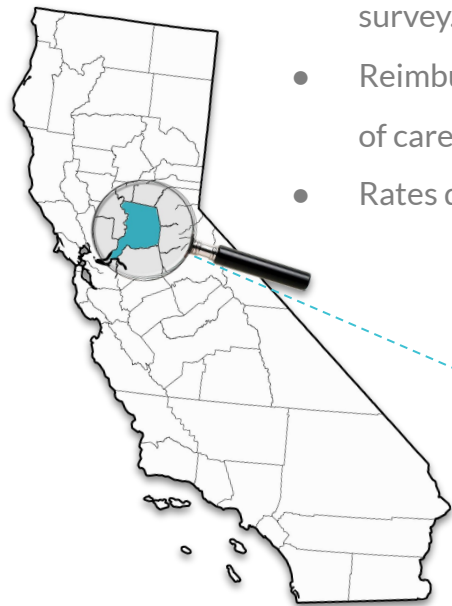 survey.
● Reimbu
of care
● Rates